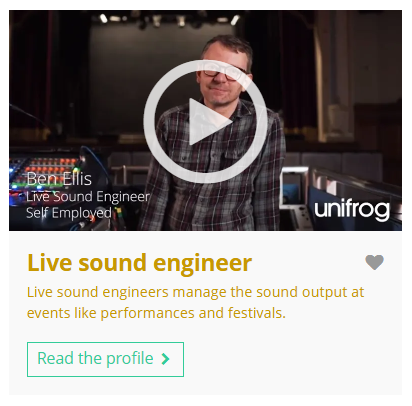 Ben Ellis
Live Sound Engineer
Self Employed
unifrog
Live sound engineer
Live sound engineers manage the sound output at
events like performances and festivals.
Read the profile